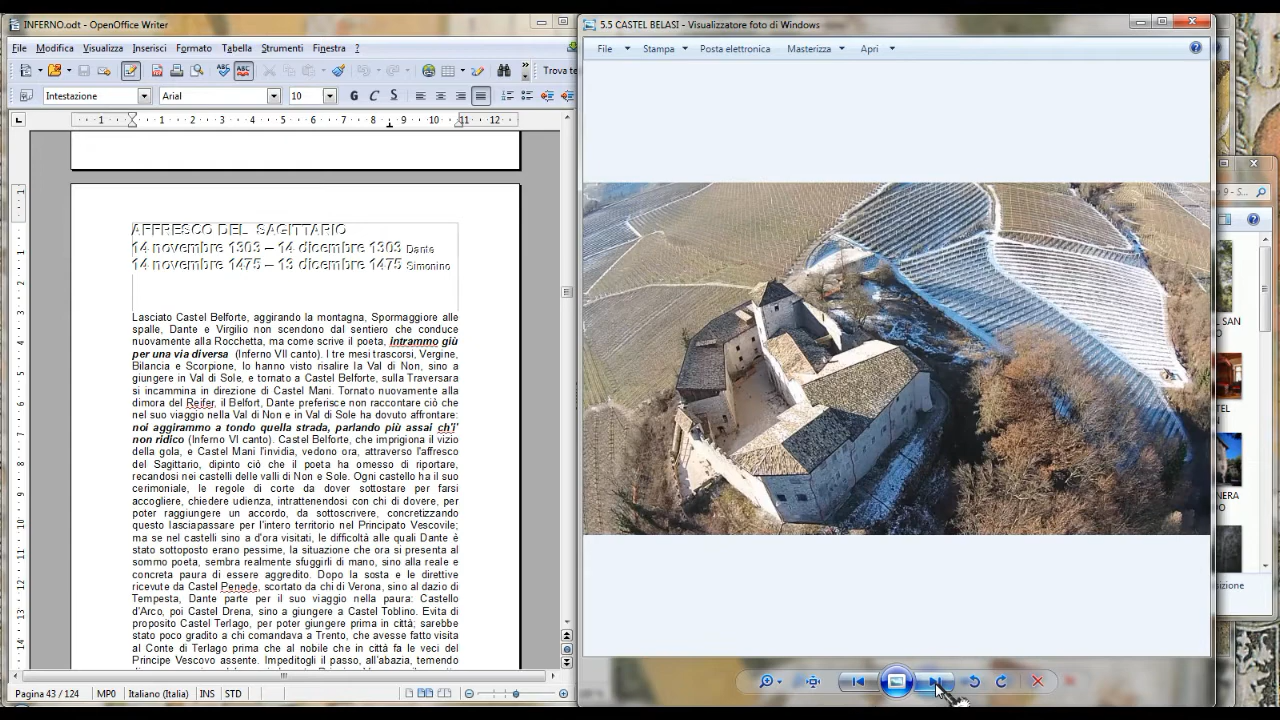 INFERNO.odt - OpenOffice Writer
File Modifica Visualizza Inserisci Formato Tabella Strumenti Finestra ?
Trova te
Intestazione Arial 10
AFFRESCO DEL SAGITTARIO
14 novembre 1303 – 14 dicembre 1303 Dante
14 novembre 1475 – 13 dicembre 1475 Simonino
Lasciato Castel Belforte, aggirando la montagna, Spormaggiore alle
spalle, Dante e Virgilio non scendono dal sentiero che conduce
nuovamente alla Rocchetta, ma come scrive il poeta, intrammo giù
per una via diversa (Inferno VII canto). I tre mesi trascorsi, Vergine,
Bilancia e Scorpione, lo hanno visto risalire la Val di Non, sino a
giungere in Val di Sole, e tornato a Castel Belforte, sulla Traversara
si incammina in direzione di Castel Mani. Tornato nuovamente alla
dimora del Reifer, il Belfort, Dante preferisce non raccontare ciò che
nel suo viaggio nella Val di Non e in Val di Sole ha dovuto affrontare:
noi aggirammo a tondo quella strada, parlando più assai ch'i'
non ridico (Inferno VI canto). Castel Belforte, che imprigiona il vizio
della gola, e Castel Mani l'invidia, vedono ora, attraverso l'affresco
del Sagittario, dipinto ciò che il poeta ha omesso di riportare,
recandosi nei castelli delle valli di Non e Sole. Ogni castello ha il suo
cerimoniale, le regole di corte da dover sottostare per farsi
accogliere, chiedere udienza, intrattenendosi con chi di dovere, per
poter raggiungere un accordo, da sottoscrivere, concretizzando
questo lasciapassare per l'intero territorio nel Principato Vescovile;
ma se nel castelli sino a d'ora visitati, le difficoltà alle quali Dante è
stato sottoposto erano pessime, la situazione che ora si presenta al
sommo poeta, sembra realmente sfuggirli di mano, sino alla reale e
concreta paura di essere aggredito. Dopo la sosta e le direttive
ricevute da Castel Penede, scortato da chi di Verona, sino al dazio di
Tempesta, Dante parte per il suo viaggio nella paura: Castello
d'Arco, poi Castel Drena, sino a giungere a Castel Toblino. Evita di
proposito Castel Terlago, per poter giungere prima in città; sarebbe
stato poco gradito a chi comandava a Trento, che avesse fatto visita
al Conte di Terlago prima che al nobile che in città fa le veci del
Principe Vescovo assente. Impeditogli il passo, all'abazia, temendo
Pagina 43 / 124 MP0 Italiano (Italia) INS STD
5.5 CASTEL BELASI - Visualizzatore foto di Windows
File Stampa Posta elettronica Masterizza Apri
9 - S...
L SAN
O
TEL
N
NERA
PO
sizione